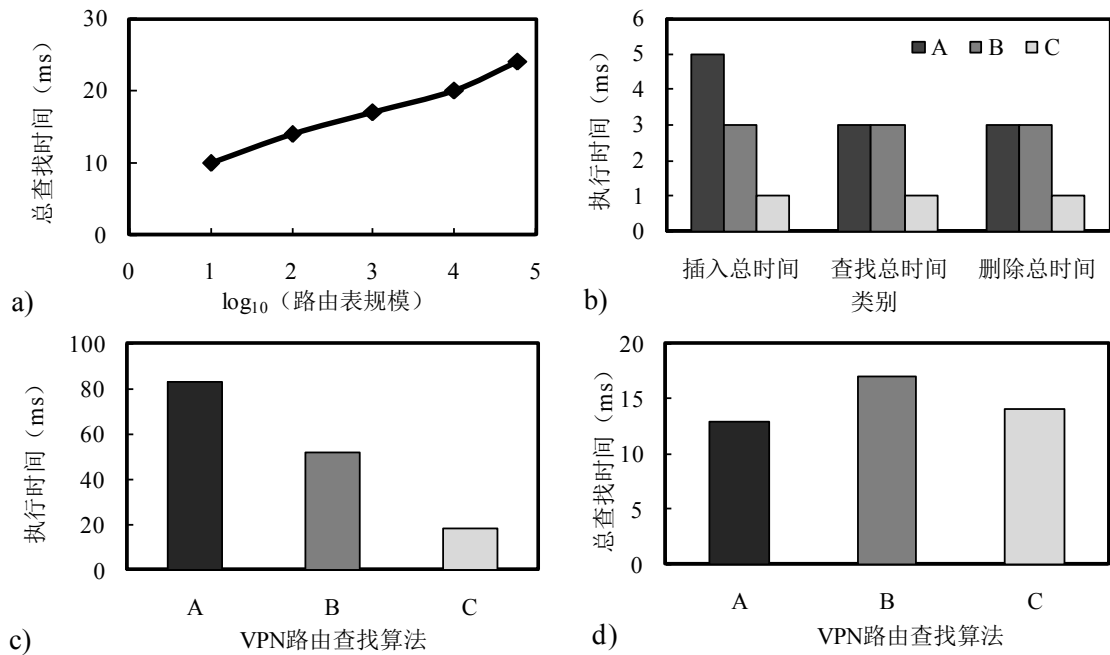 30
20
10
0
总查找时间（ms）
0 1 2 3 4 5
log10（路由表规模）
a)
A B C
6
5
4
3
2
1
0
执行时间（ms）
插入总时间 查找总时间 删除总时间
类别
b)
100
80
60
40
20
0
执行时间（ms）
A B C
VPN路由查找算法
c)
20
15
10
5
0
总查找时间（ms）
A B C
VPN路由查找算法
d)